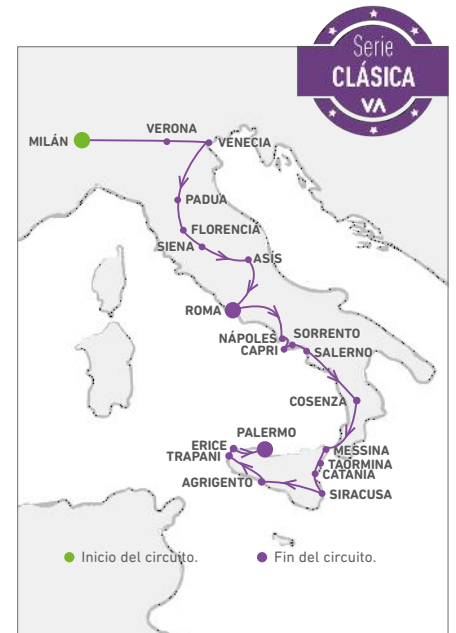 Serie
CLÁSICA
VA
VERONA
MILÁN
VENECIA
PADUA
FLORENCIA
SIENA
ASÍS
ROMA
NÁPOLES
SORRENTO
CAPRI
SALERNO
COSENZA
PALERMO
ERICE
MESSINA
TRAPANI
TAORMINA
CATANIA
AGRIGENTO
SIRACUSA
Inicio del circuito.
Fin del circuito.